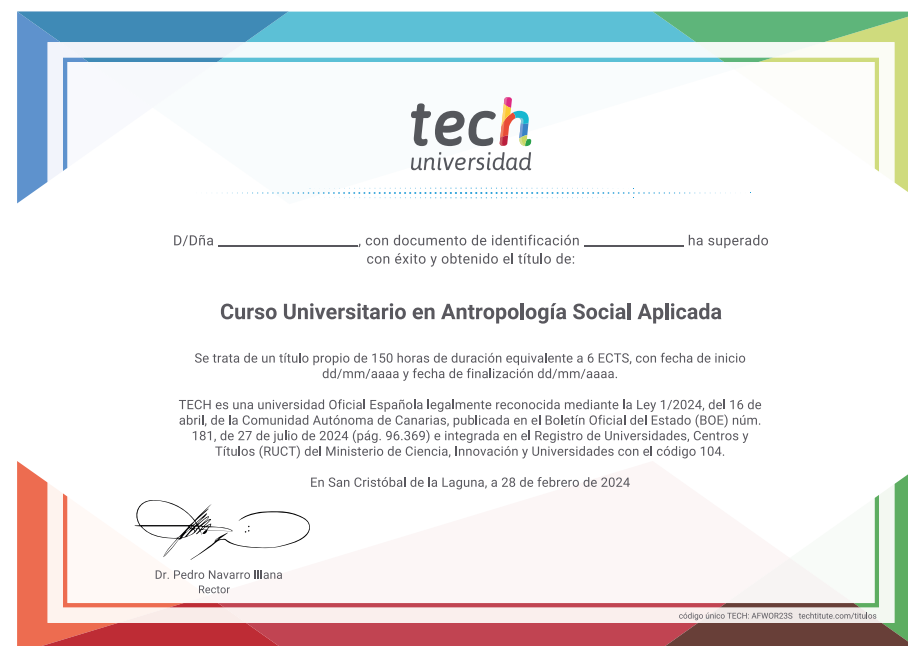 tech
universidad
D/Dña ____________, con documento de identificación ____________ ha superado
con éxito y obtenido el título de:
Curso Universitario en Antropología Social Aplicada
Se trata de un título propio de 150 horas de duración equivalente a 6 ECTS, con fecha de inicio
dd/mm/aaaa y fecha de finalización dd/mm/aaaa.
TECH es una universidad Oficial Española legalmente reconocida mediante la Ley 1/2024, del 16 de
abril, de la Comunidad Autónoma de Canarias, publicada en el Boletín Oficial del Estado (BOE) núm.
181, de 27 de julio de 2024 (pág. 96.369) e integrada en el Registro de Universidades, Centros y
Títulos (RUCT) del Ministerio de Ciencia, Innovación y Universidades con el código 104.
En San Cristóbal de la Laguna, a 28 de febrero de 2024
Dr. Pedro Navarro Illana
Rector
código único TECH: AFWOR23S techtitute.com/titulos